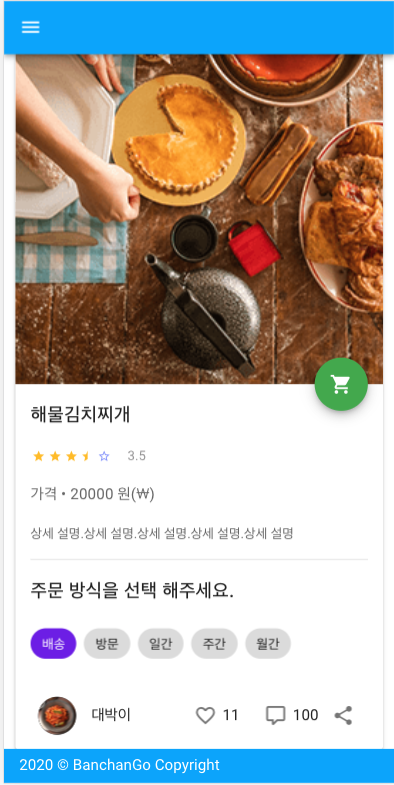 해물김치찌개
3.5
가격 • 20000 원(₩)
상세 설명.상세 설명.상세 설명.상세 설명.상세 설명
주문 방식을 선택 해주세요.
배송 방문 일간 주간 월간
대박이 11 100
2020 © BanchanGo Copyright